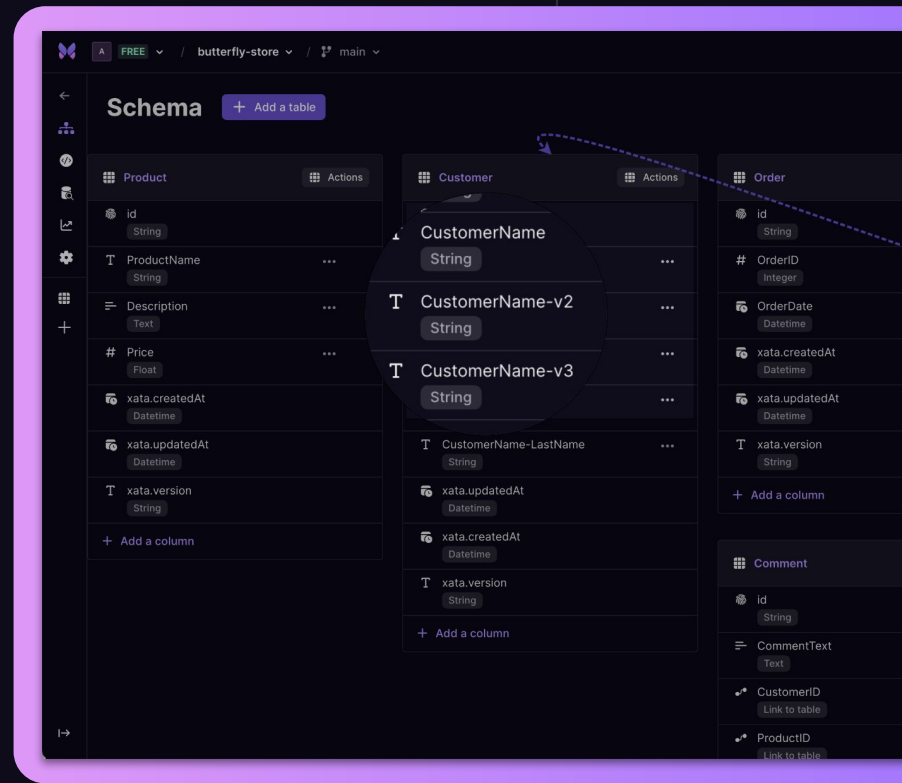 A FREE / butterfly-store / main
Schema
+ Add a table
Product
Actions
id
String
T ProductName
String
Description
Text
# Price
Float
xata.createdAt
Datetime
xata.updatedAt
Datetime
T xata.version
String
+ Add a column
Customer
Actions
CustomerName
String
T CustomerName-v2
String
T CustomerName-v3
String
T CustomerName-LastName
String
xata.updatedAt
Datetime
xata.createdAt
Datetime
T xata.version
String
+ Add a column
Order
id
String
# OrderID
Integer
OrderDate
Datetime
xata.createdAt
Datetime
xata.updatedAt
Datetime
T xata.version
String
+ Add a column
Comment
id
String
CommentText
Text
CustomerID
Link to table
ProductID
Link to table